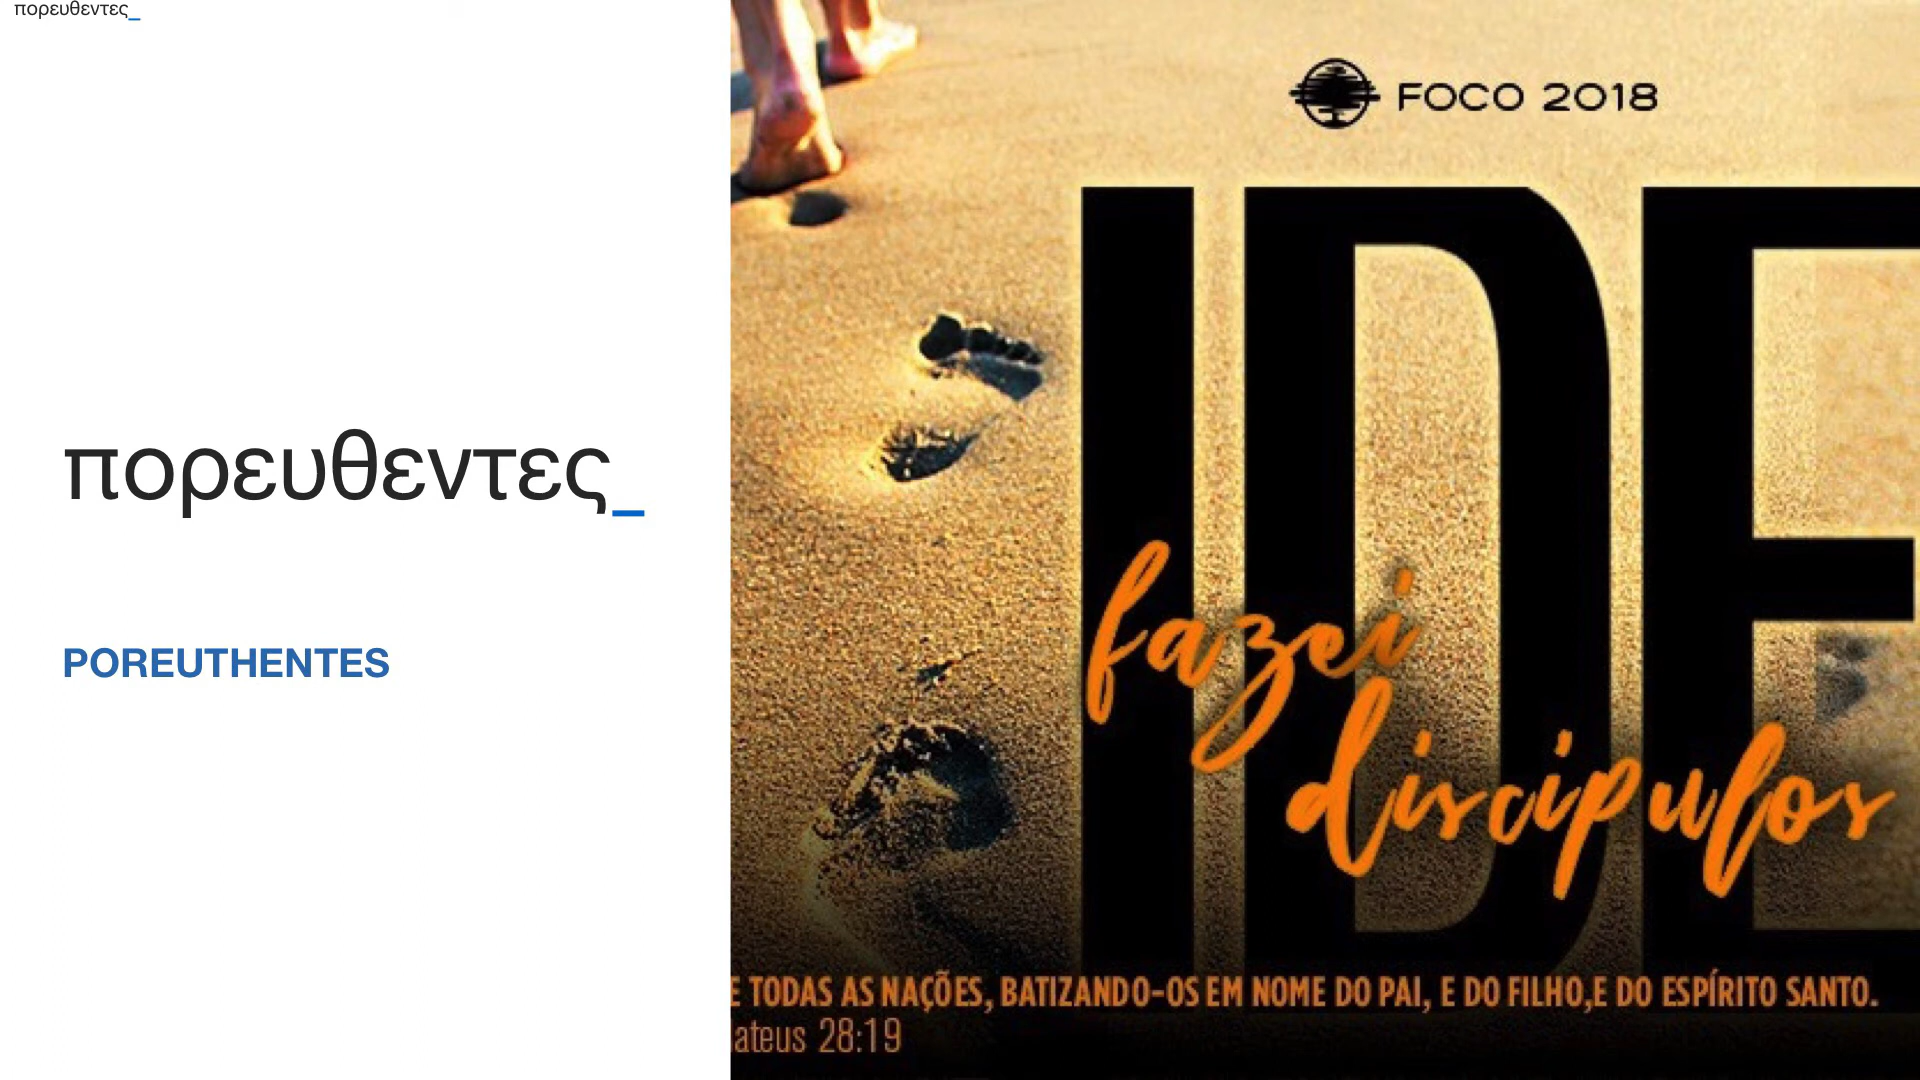 πορευθεντες_
πορευθεντες_
POREUTHENTES
FOCO 2018
IDE
fazei
discípulos
E TODAS AS NAÇÕES, BATIZANDO-OS EM NOME DO PAI, E DO FILHO,E DO ESPÍRITO SANTO.
ateus 28:19